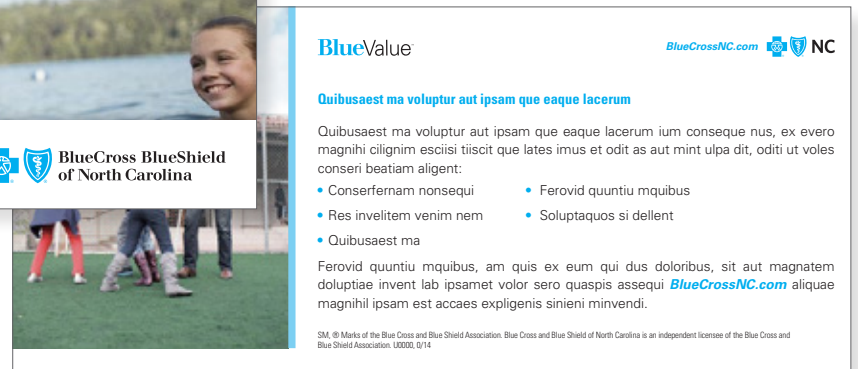 BlueValue
BlueCrossNC.com
NC
BlueCross BlueShield
of North Carolina
Quibusaest ma voluptur aut ipsam que eaque lacerum
Quibusaest ma voluptur aut ipsam que eaque lacerum ium conseque nus, ex evero
magnihi cilignim esciisi tiiscit que lates imus et odit as aut mint ulpa dit, oditi ut voles
conseri beatiam aligent:
• Conserfernam nonsequi
• Res invelitem venim nem
• Quibusaest ma
• Ferovid quuntiu mquibus
• Soluptaquos si dellent
Ferovid quuntiu mquibus, am quis ex eum qui dus doloribus, sit aut magnatem
doluptiae invent lab ipsamet volor sero quaspis assequi BlueCrossNC.com aliquae
magnihil ipsam est accaes expligenis sinieni minvendi.
SM, ® Marks of the Blue Cross and Blue Shield Association. Blue Cross and Blue Shield of North Carolina is an independent licensee of the Blue Cross and
Blue Shield Association. U0000, 0/14